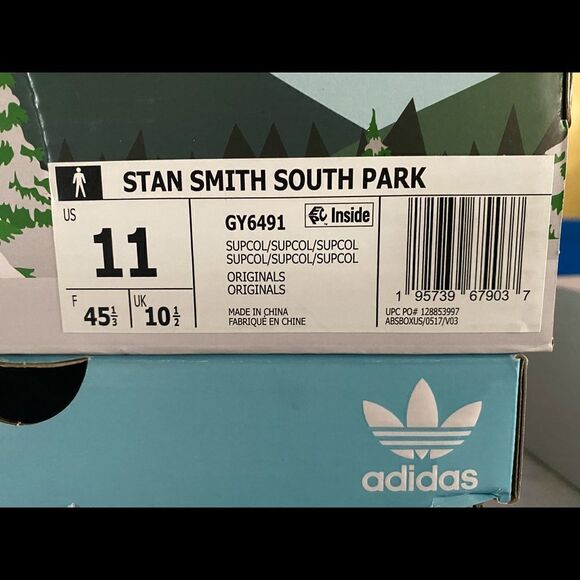 STAN SMITH SOUTH PARK
US
11
F
45⅓
UK
10½
GY6491
Inside
SUPCOL/SUPCOL/SUPCOL
SUPCOL/SUPCOL/SUPCOL
ORIGINALS
ORIGINALS
MADE IN CHINA
FABRIQUÉ EN CHINE
1 95739 67903 7
UPC PO# 128853997
ABSBOXUS/0517/V03
adidas